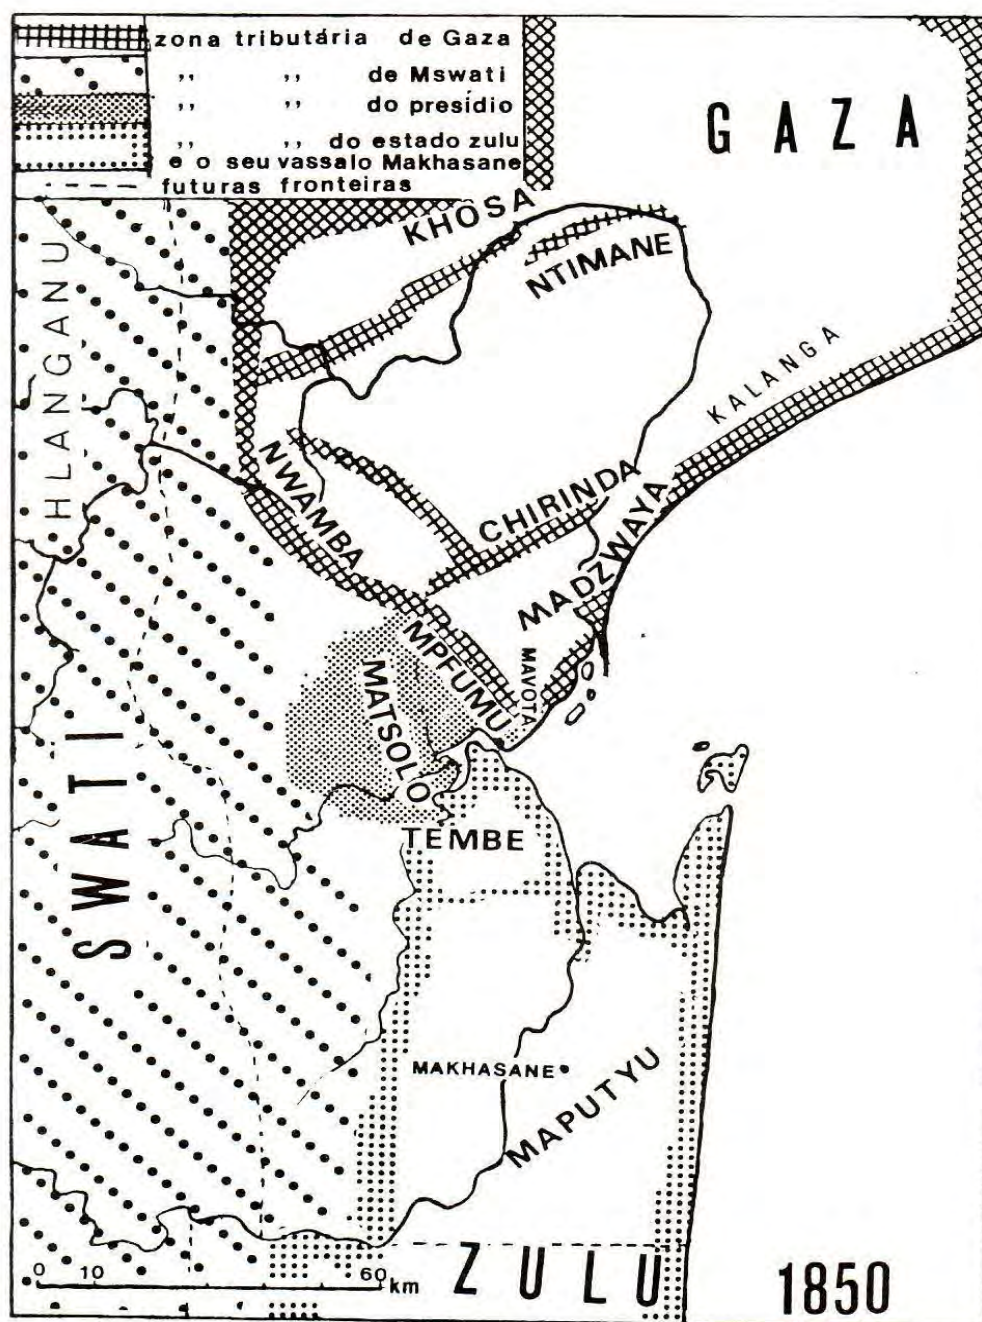 zona tributária de Gaza
,, ,, de Mswati
,, ,, do presídio
,, ,, do estado zulu
e o seu vassalo Makhasane
futuras fronteiras
GAZA
KHOSA
NTIMANE
HLANGANU
KALANGA
NWAMBA
CHIRINDA
MADZWAYA
MPFUMU
MAVOTA
MATSOLO
SWATI
TEMBE
MAKHASANE
MAPUTYU
0 10 60 km
ZULU
1850